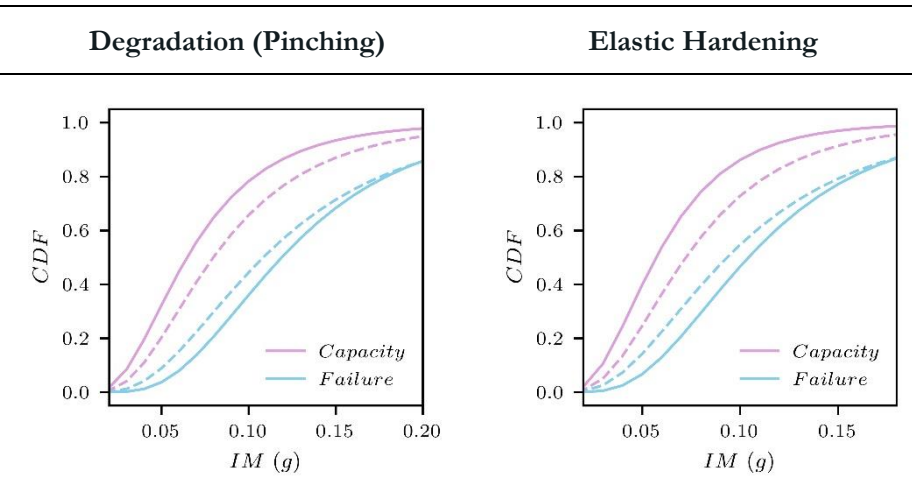 Degradation (Pinching)
Elastic Hardening
1.0
0.8
0.6
0.4
0.2
0.0
CDF
Capacity
Failure
0.05 0.10 0.15 0.20
IM (g)
1.0
0.8
0.6
0.4
0.2
0.0
CDF
Capacity
Failure
0.05 0.10 0.15
IM (g)